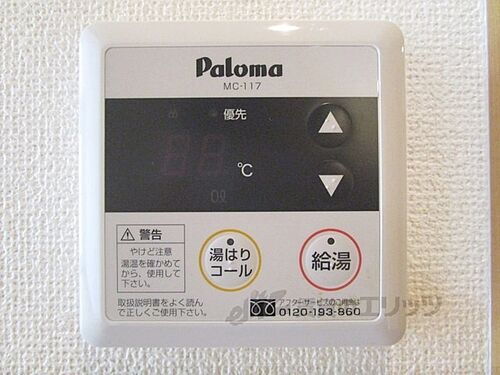 Paloma
MC-117
優先
88
℃
⚠警告
やけど注意
湯温を確かめて
から、使用して
下さい。
取扱説明書をよく読ん
で正しくご使用下さい。
湯はり
コール
給湯
アフターサービスのご用命は
0120-193-860